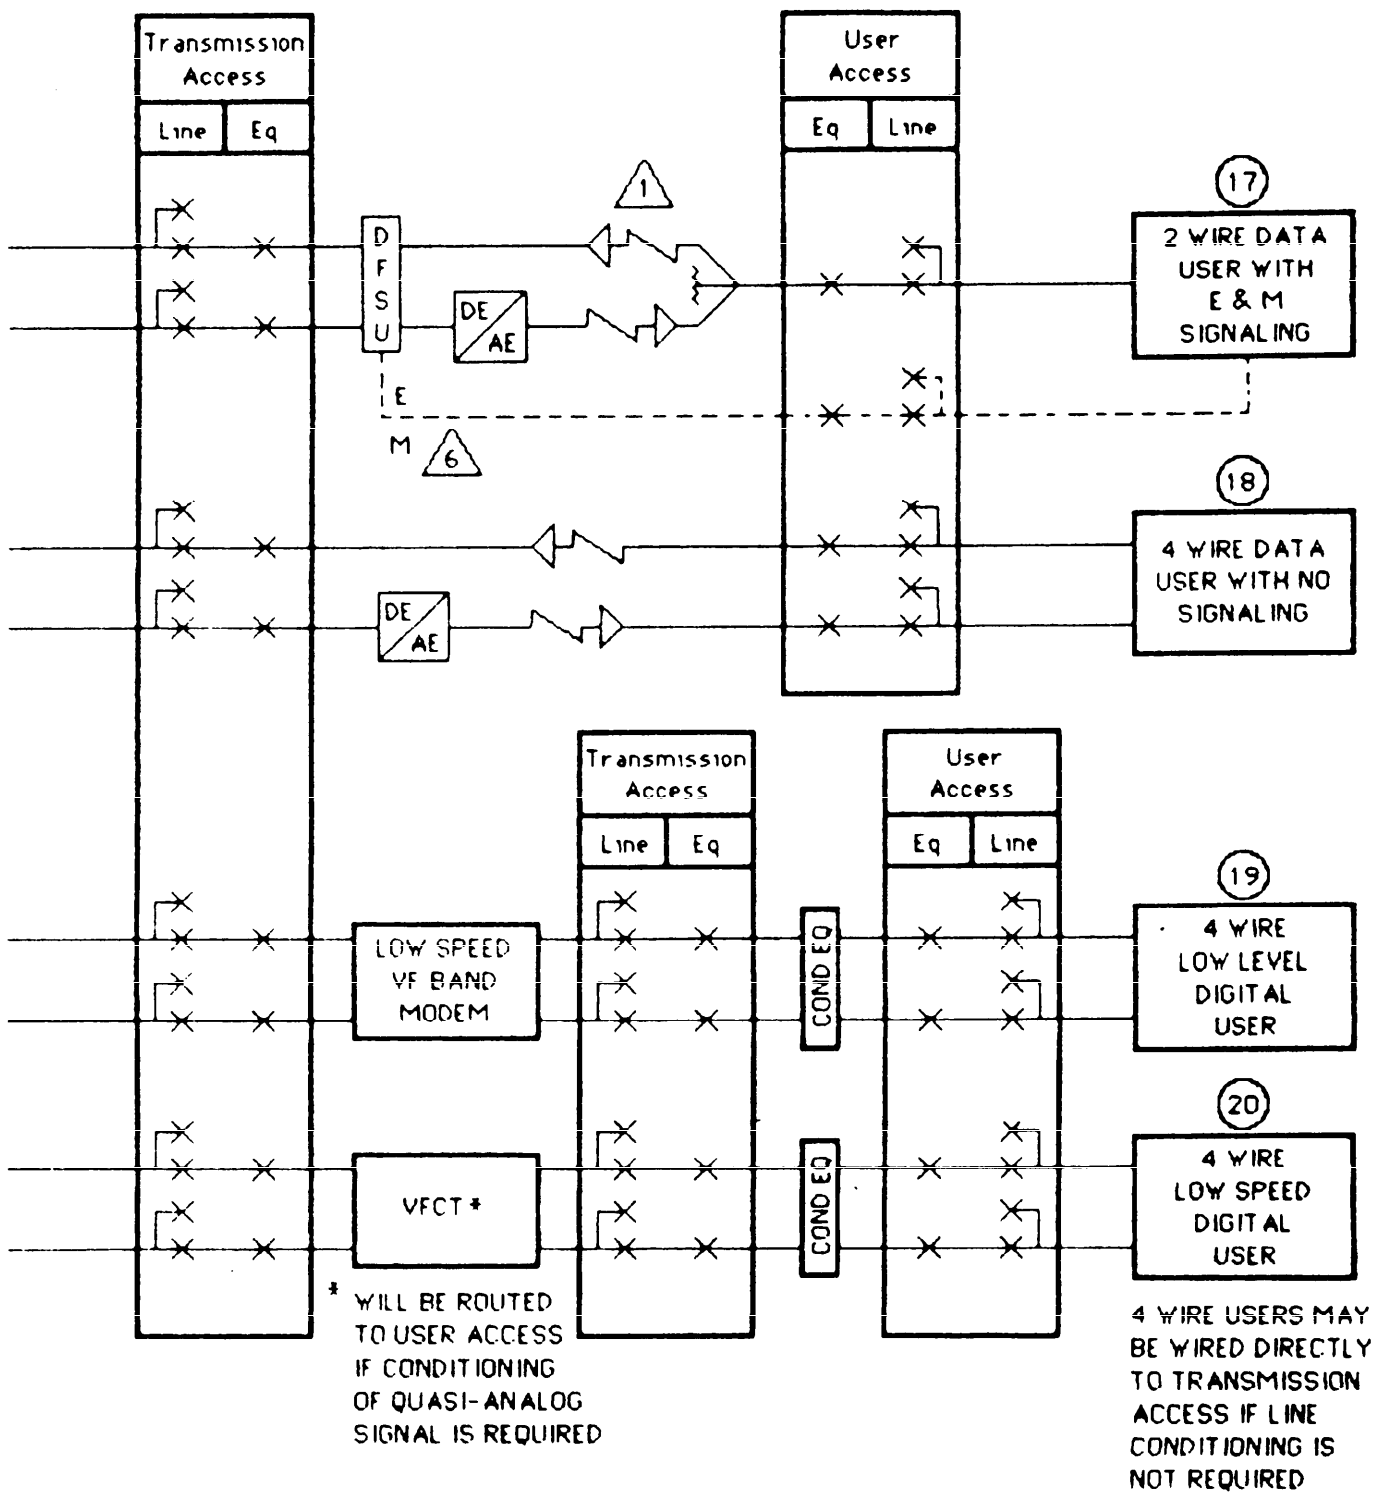 Transmission
Access
Line Eq
User
Access
Eq Line
1
17
D
F
S
U
DE
AE
2 WIRE DATA
USER WITH
E & M
SIGNALING
E
M
6
18
4 WIRE DATA
USER WITH NO
SIGNALING
DE
AE
Transmission
Access
Line Eq
User
Access
Eq Line
19
LOW SPEED
VF BAND
MODEM
COND EQ
4 WIRE
LOW LEVEL
DIGITAL
USER
20
VFCT *
COND EQ
4 WIRE
LOW SPEED
DIGITAL
USER
* WILL BE ROUTED
TO USER ACCESS
IF CONDITIONING
OF QUASI-ANALOG
SIGNAL IS REQUIRED
4 WIRE USERS MAY
BE WIRED DIRECTLY
TO TRANSMISSION
ACCESS IF LINE
CONDITIONING IS
NOT REQUIRED